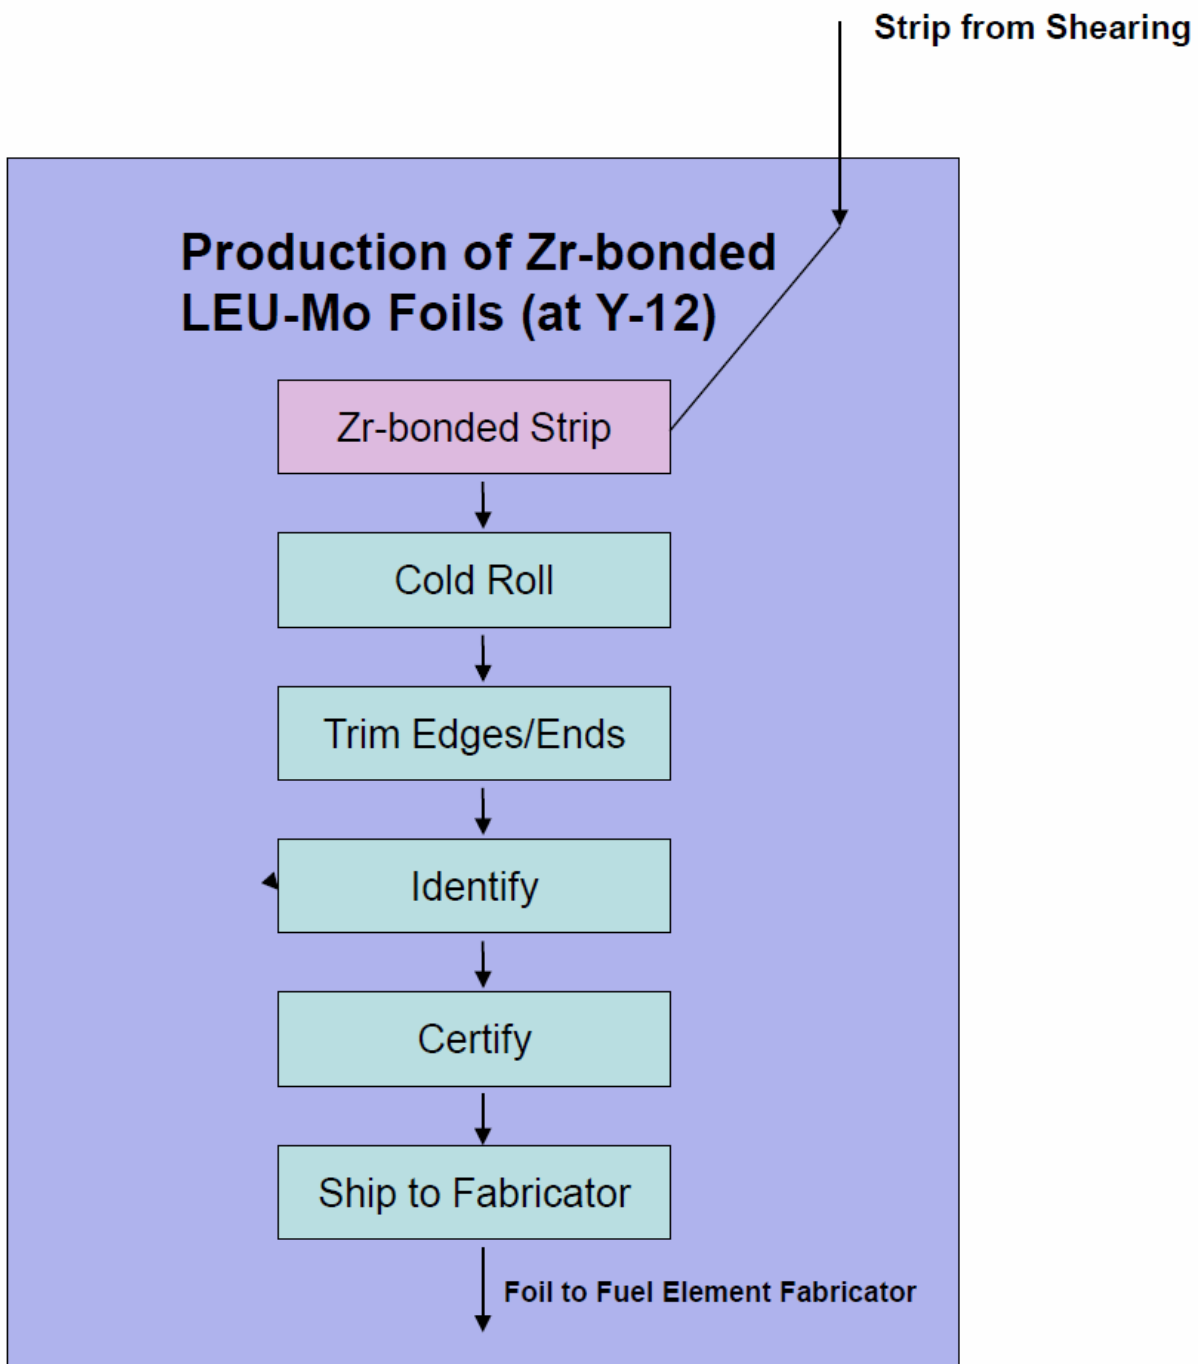 Strip from Shearing
Production of Zr-bonded
LEU-Mo Foils (at Y-12)
Zr-bonded Strip
Cold Roll
Trim Edges/Ends
Identify
Certify
Ship to Fabricator
Foil to Fuel Element Fabricator